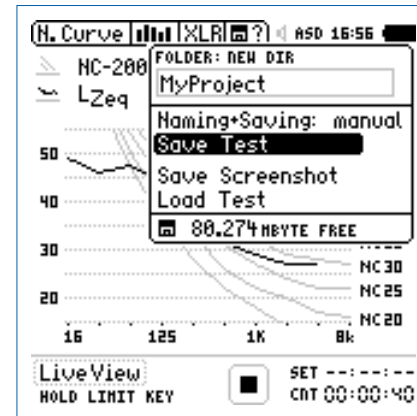 N. Curve XLR ?) ASD 16:56
NC-200
LZeq
FOLDER: NEW DIR
MyProject
Naming+Saving: manual
Save Test
Save Screenshot
Load Test
80.274 MBYTE FREE
50
40
30
20
NC30
NC25
NC20
16 125 1K 8k
LiveView
HOLD LIMIT KEY
SET --:--:--
CNT 00:00:40